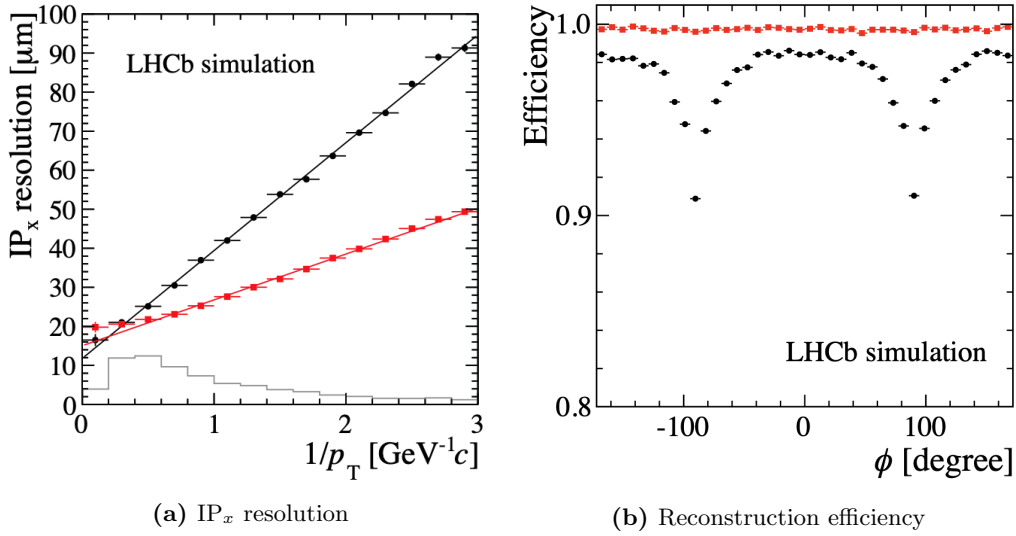 100
90
80
70
60
50
40
30
20
10
0
IPx resolution [μm]
LHCb simulation
0 1 2 3
1/pT [GeV-1c]
(a) IPx resolution
1.0
0.9
0.8
Efficiency
LHCb simulation
-100 0 100
ϕ [degree]
(b) Reconstruction efficiency